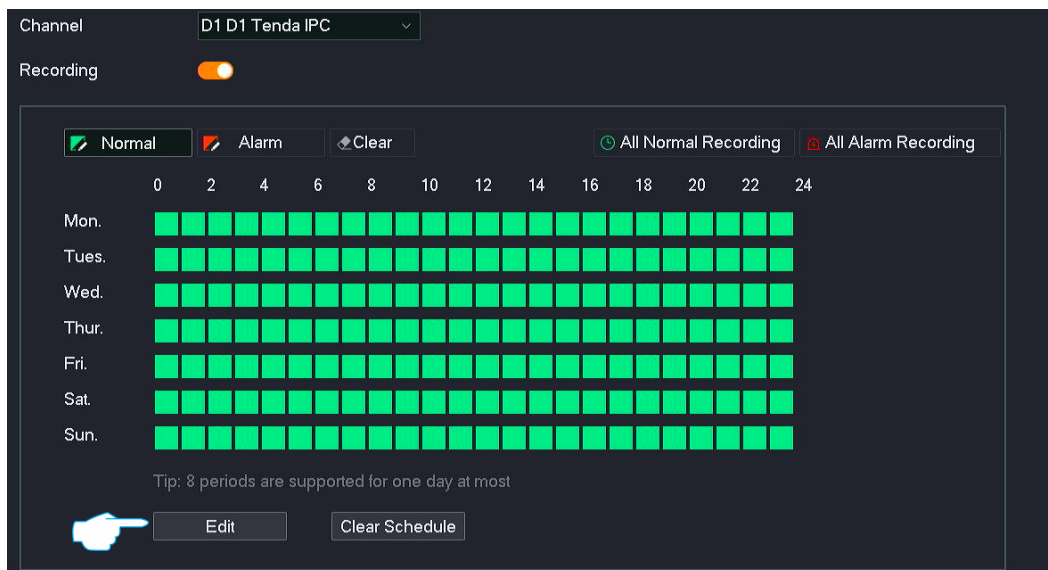 Channel D1 D1 Tenda IPC
Recording
Normal Alarm Clear All Normal Recording All Alarm Recording
0 2 4 6 8 10 12 14 16 18 20 22 24
Mon.
Tues.
Wed.
Thur.
Fri.
Sat.
Sun.
Tip: 8 periods are supported for one day at most
Edit Clear Schedule